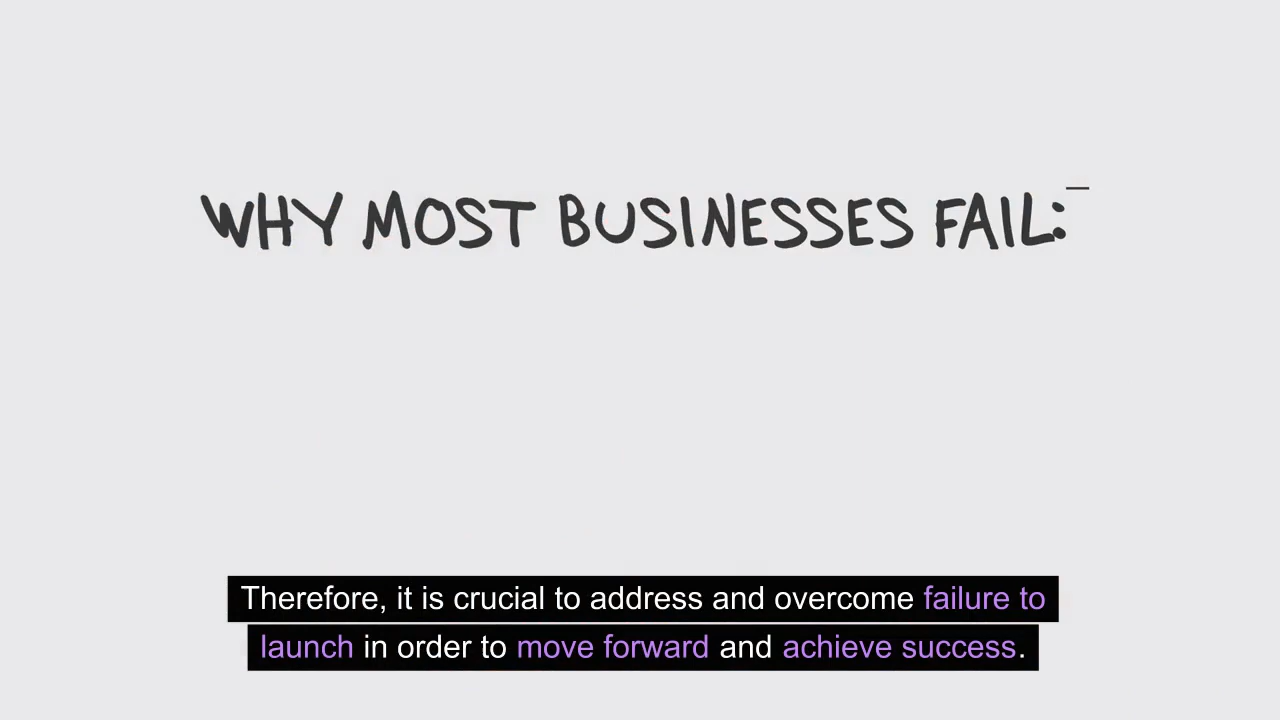 WHY MOST BUSINESSES FAIL:
Therefore, it is crucial to address and overcome failure to
launch in order to move forward and achieve success.